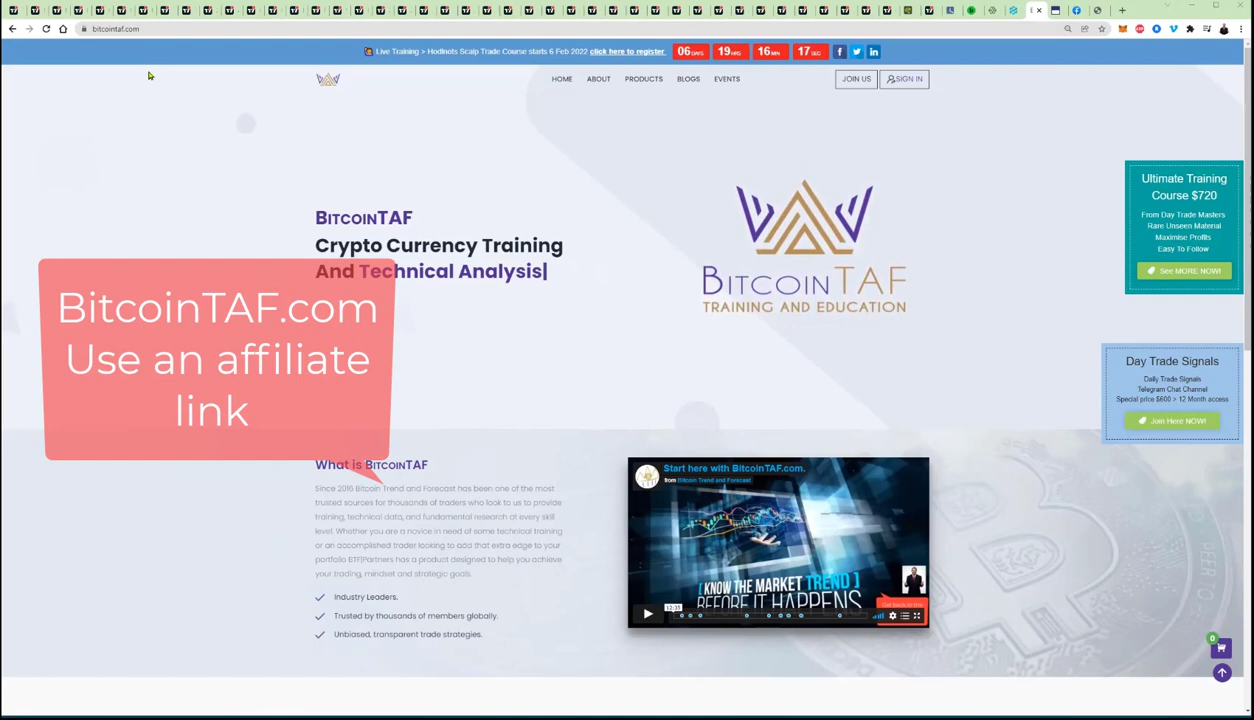 bitcointaf.com
Live Training > Hodlnots Scalp Trade Course starts 6 Feb 2022 click here to register.
06 DAYS 19 HRS 16 MIN 17 SEC
HOME ABOUT PRODUCTS BLOGS EVENTS
JOIN US SIGN IN
BITCOINTAF
Crypto Currency Training
And Technical Analysis|
BITCOINTAF
TRAINING AND EDUCATION
Ultimate Training
Course $720
From Day Trade Masters
Rare Unseen Material
Maximise Profits
Easy To Follow
See MORE NOW!
Day Trade Signals
Daily Trade Signals
Telegram Chat Channel
Special price $600 > 12 Month access
Join Here NOW!
BitcoinTAF.com
Use an affiliate
link
What is BITCOINTAF
Since 2016 Bitcoin Trend and Forecast has been one of the most
trusted sources for thousands of traders who look to us to provide
training, technical data, and fundamental research at every skill
level. Whether you are a novice in need of some technical training
or an accomplished trader looking to add that extra edge to your
portfolio BTF|Partners has a product designed to help you achieve
your trading, mindset and strategic goals.
Industry Leaders.
Trusted by thousands of members globally.
Unbiased, transparent trade strategies.
Start here with BitcoinTAF.com.
from Bitcoin Trend and Forecast
[KNOW THE MARKET TREND]
BEFORE IT HAPPENS
12:35
0